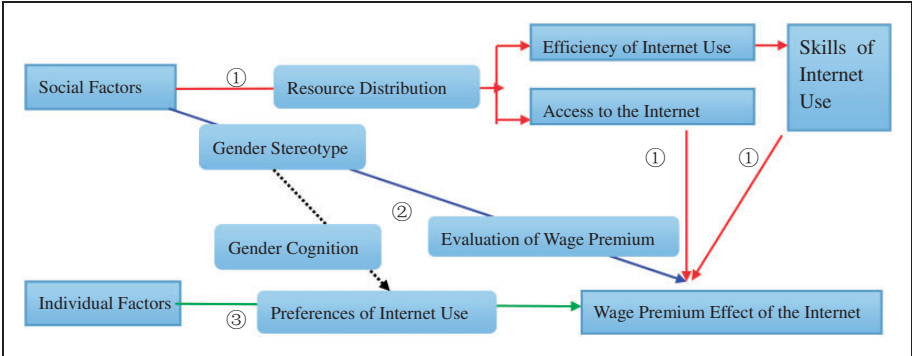 Efficiency of Internet Use
Skills of
Internet
Use
Social Factors
①
Resource Distribution
Access to the Internet
Gender Stereotype
①
①
②
Gender Cognition
Evaluation of Wage Premium
Individual Factors
③
Preferences of Internet Use
Wage Premium Effect of the Internet